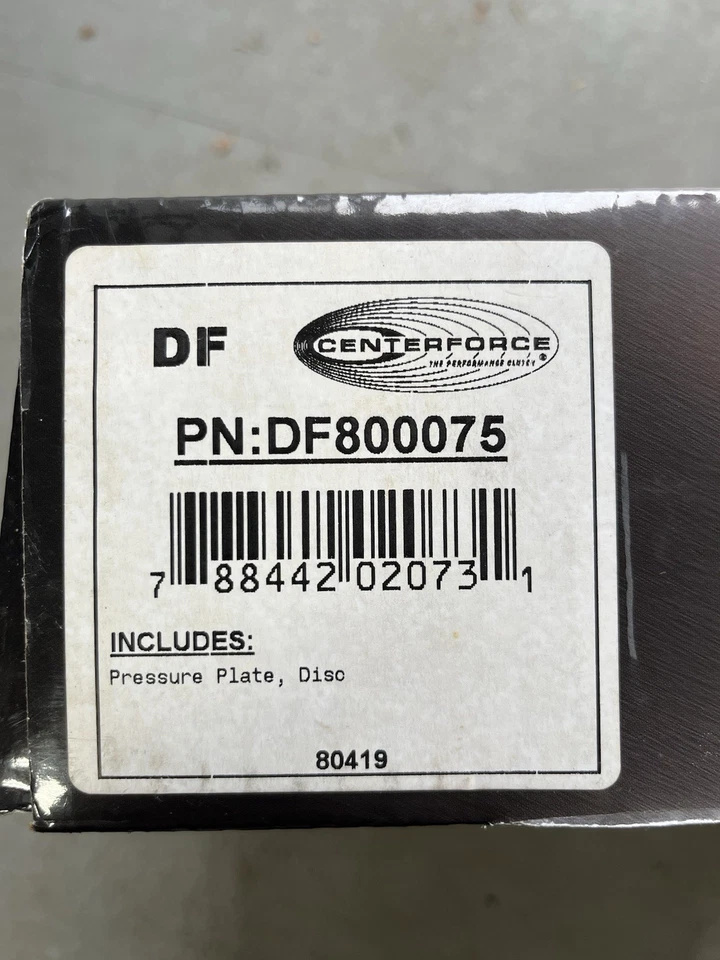 DF
CENTERFORCE
THE PERFORMANCE CLUTCH ®
PN:DF800075
7 88442 02073 1
INCLUDES:
Pressure Plate, Disc
80419